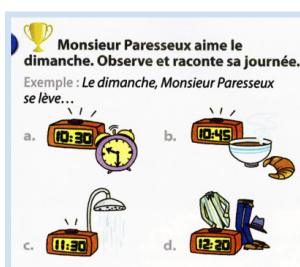 Monsieur Paresseux aime le
dimanche. Observe et raconte sa journée.
Exemple : Le dimanche, Monsieur Paresseux
se lève...
a. 10:30
b. 10:45
c. 11:30
d. 12:20